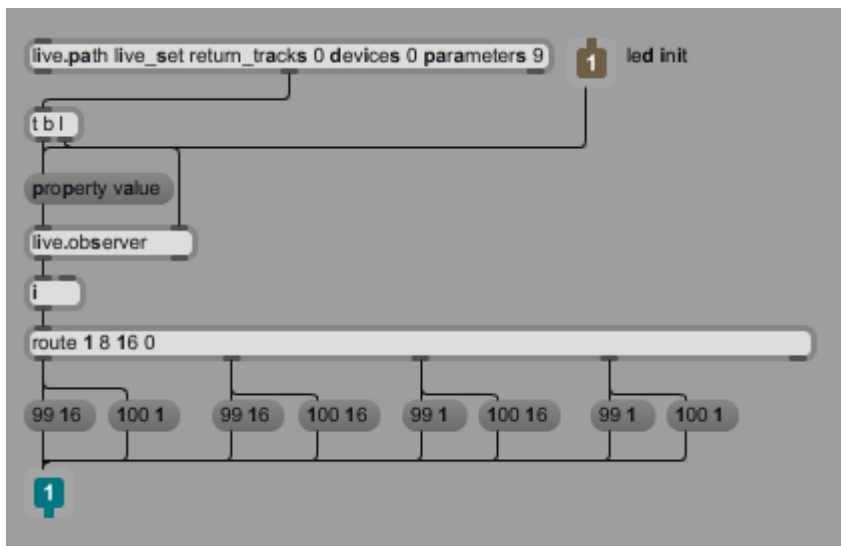 live.path live_set return_tracks 0 devices 0 parameters 9
1
led init
t b l
property value
live.observer
i
route 1 8 16 0
99 16
100 1
99 16
100 16
99 1
100 16
99 1
100 1
1